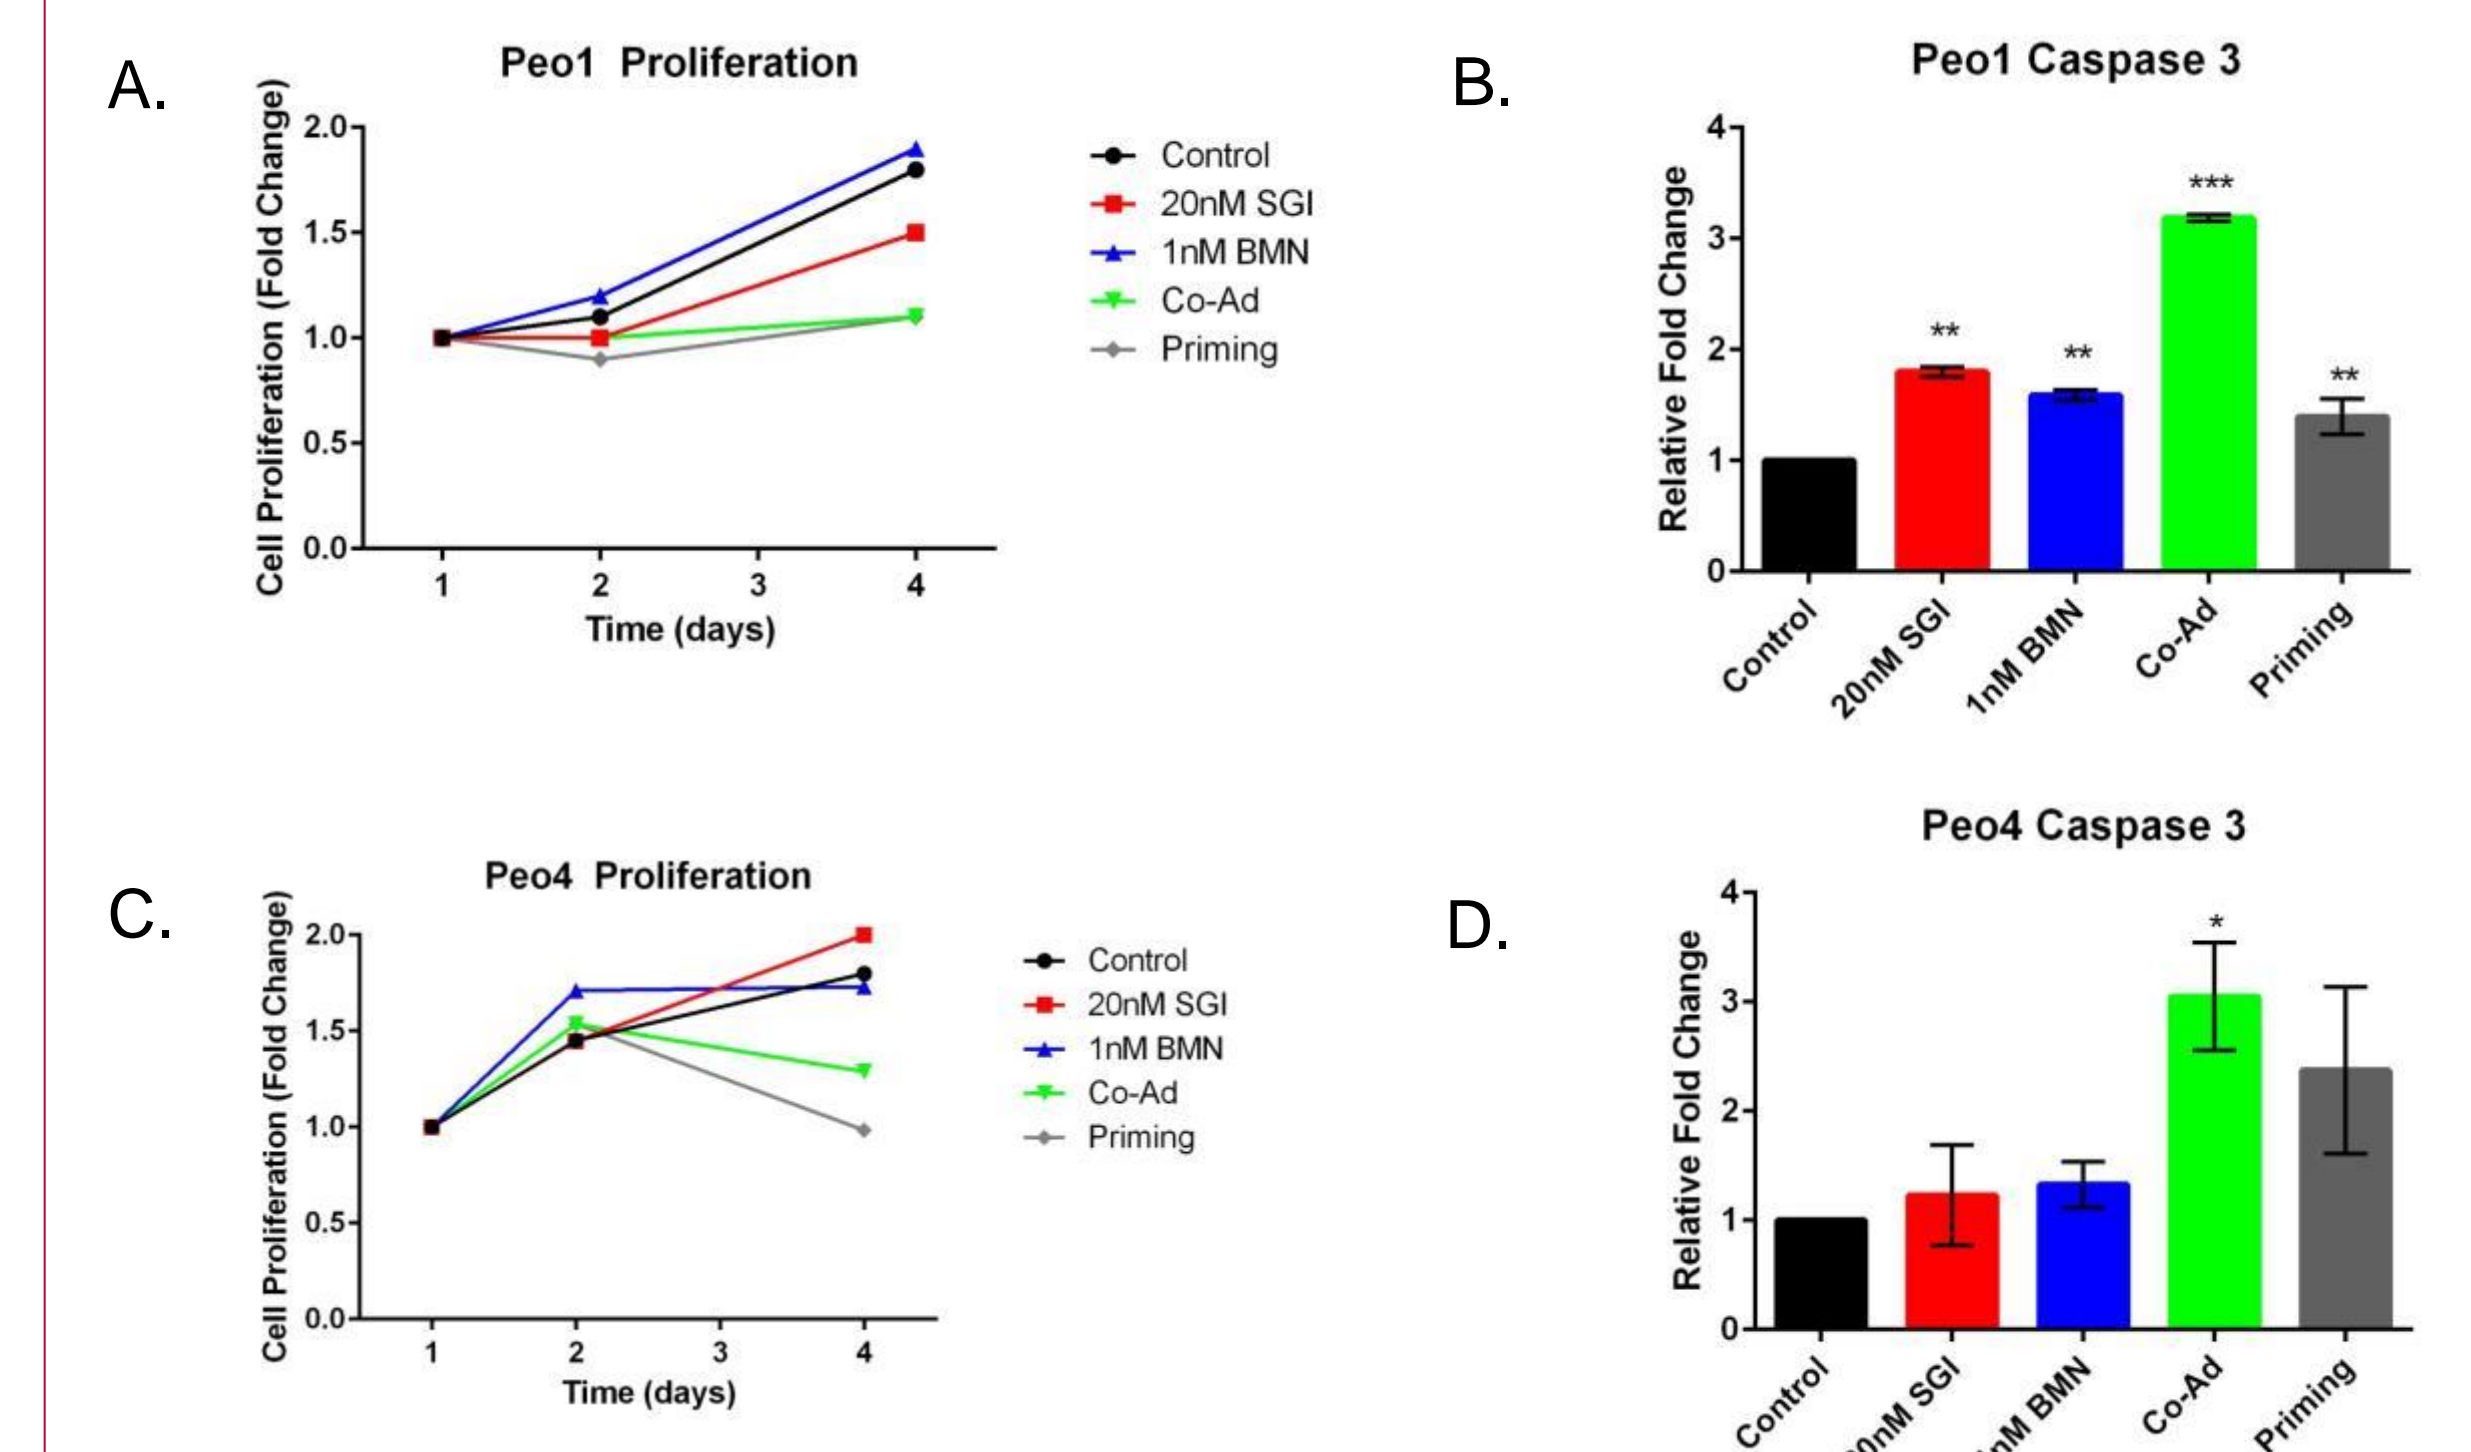 A.
Peo1 Proliferation
Cell Proliferation (Fold Change)
2.0
1.5
1.0
0.5
0.0
1 2 3 4
Time (days)
Control
20nM SGI
1nM BMN
Co-Ad
Priming
B.
Peo1 Caspase 3
Relative Fold Change
4
3
2
1
0
***
**
**
**
Control
20nM SGI
1nM BMN
Co-Ad
Priming
C.
Peo4 Proliferation
Cell Proliferation (Fold Change)
2.0
1.5
1.0
0.5
0.0
1 2 3 4
Time (days)
Control
20nM SGI
1nM BMN
Co-Ad
Priming
D.
Peo4 Caspase 3
Relative Fold Change
4
3
2
1
0
*
Control
SGI
BMN
Co-Ad
Priming